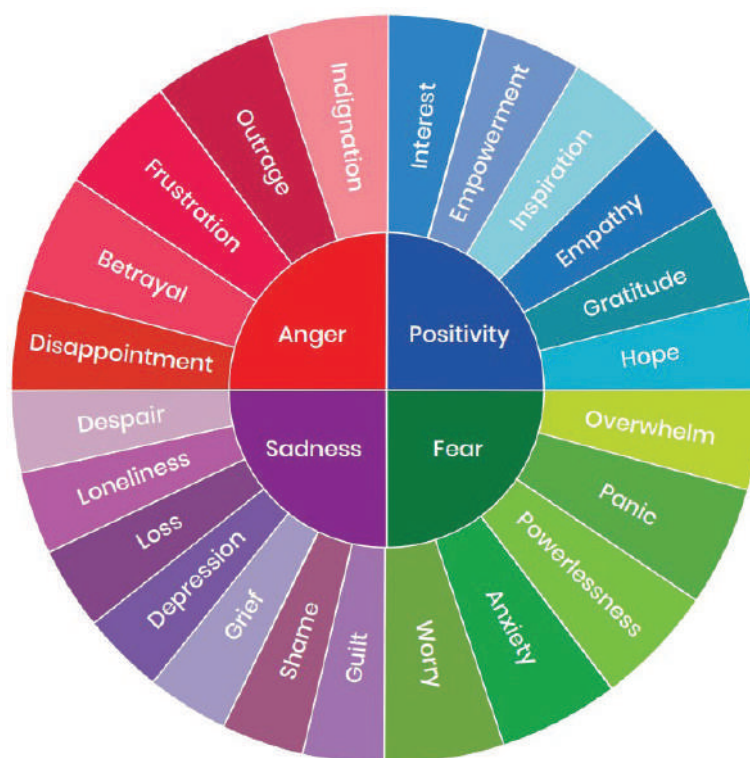 Indignation
Outrage
Frustration
Betrayal
Disappointment
Interest
Empowerment
Inspiration
Empathy
Gratitude
Hope
Anger
Positivity
Sadness
Fear
Despair
Loneliness
Loss
Depression
Grief
Shame
Guilt
Overwhelm
Panic
Powerlessness
Anxiety
Worry